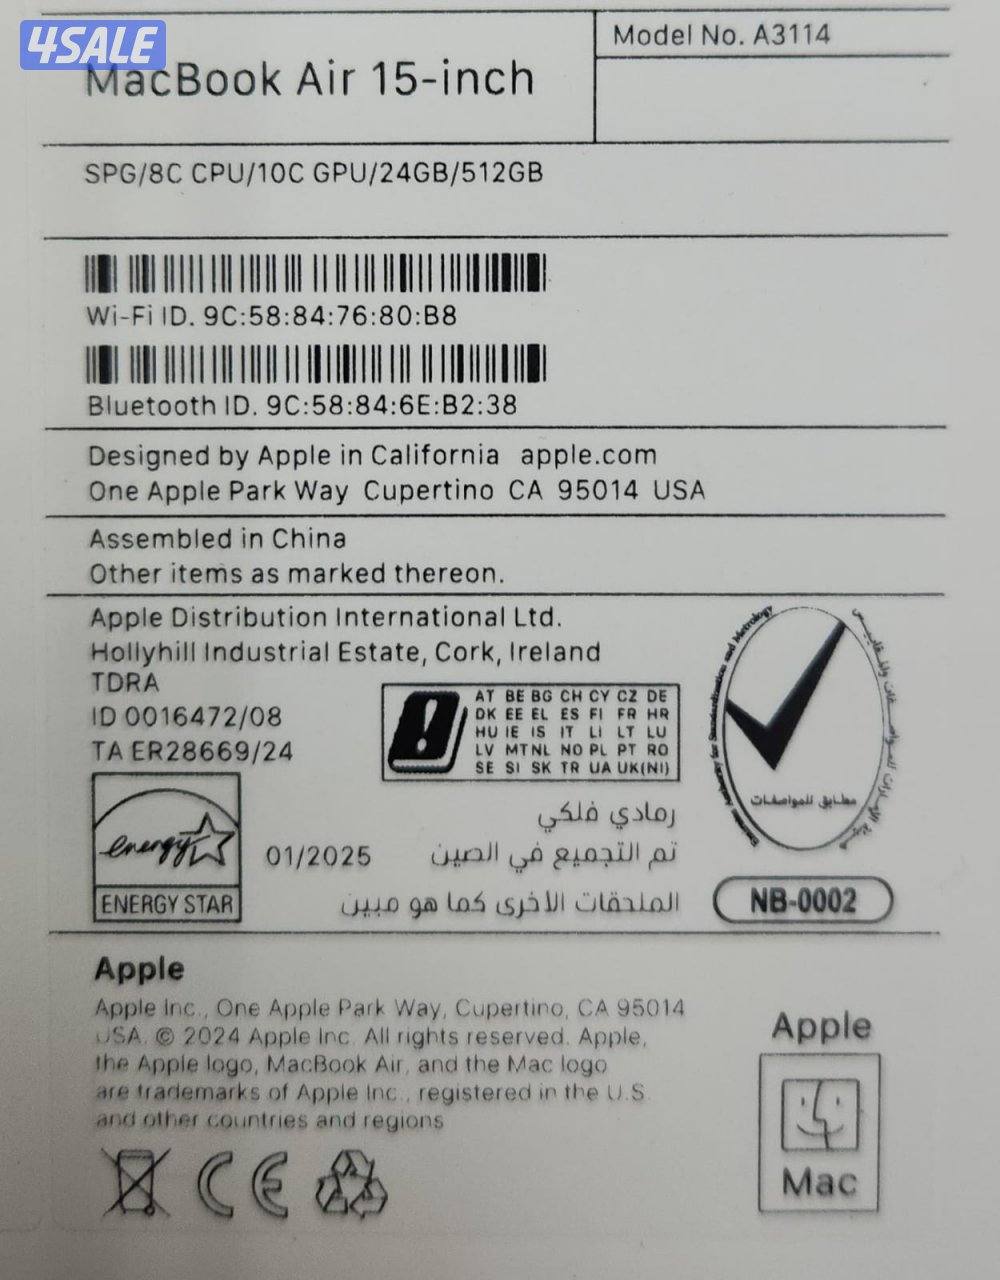 4SALE
MacBook Air 15-inch
Model No. A3114
SPG/8C CPU/10C GPU/24GB/512GB
Wi-Fi ID. 9C:58:84:76:80:B8
Bluetooth ID. 9C:58:84:6E:B2:38
Designed by Apple in California apple.com
One Apple Park Way Cupertino CA 95014 USA
Assembled in China
Other items as marked thereon.
Apple Distribution International Ltd.
Hollyhill Industrial Estate, Cork, Ireland
TDRA
ID 0016472/08
TA ER28669/24
AT BE BG CH CY CZ DE
DK EE EL ES FI FR HR
HU IE IS IT LI LT LU
LV MT NL NO PL PT RO
SE SI SK TR UA UK(NI)
Authority for Standardization and Metrology
مطابق للمواصفات
NB-0002
رمادي فلكي
تم التجميع في الصين
الملحقات الأخرى كما هو مبين
01/2025
energy
ENERGY STAR
Apple
Apple Inc., One Apple Park Way, Cupertino, CA 95014
USA. © 2024 Apple Inc. All rights reserved. Apple,
the Apple logo, MacBook Air, and the Mac logo
are trademarks of Apple Inc., registered in the U.S.
and other countries and regions
CE
Apple
Mac